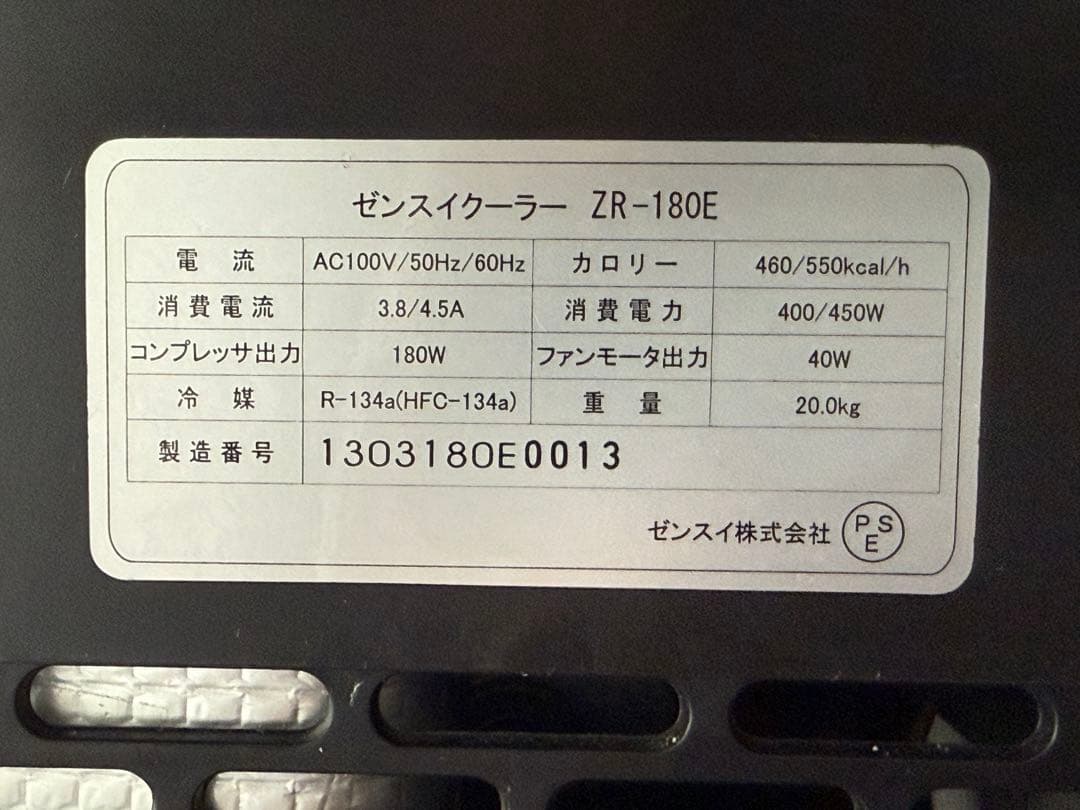 ゼンスイクーラー ZR-180E
電流 AC100V/50Hz/60Hz カロリー 460/550kcal/h
消費電流 3.8/4.5A 消費電力 400/450W
コンプレッサ出力 180W ファンモータ出力 40W
冷媒 R-134a(HFC-134a) 重量 20.0kg
製造番号 1303180E0013
ゼンスイ株式会社 PSE